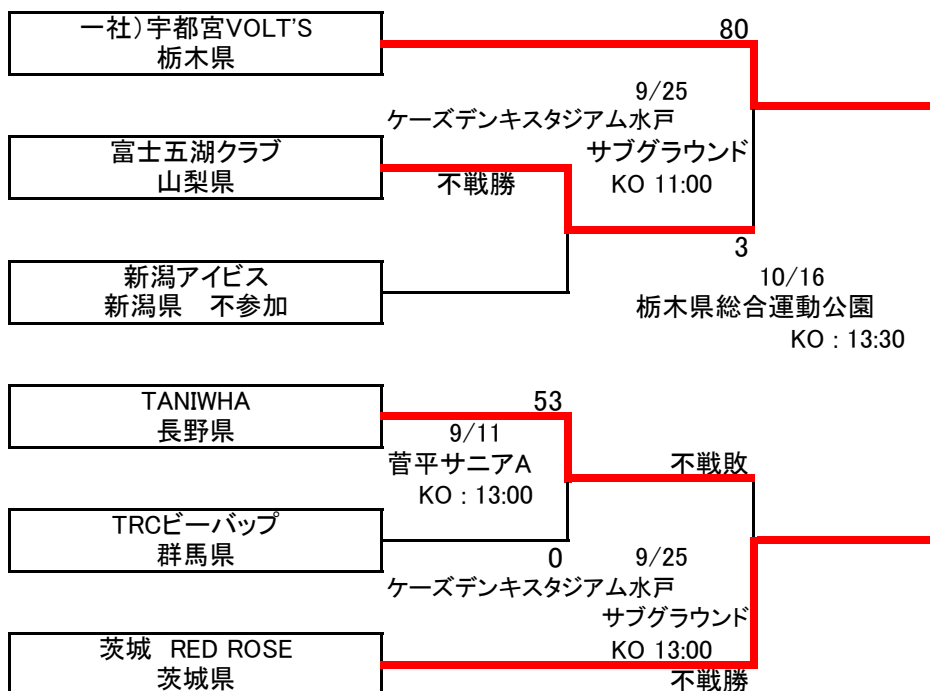 一社)宇都宮VOLT'S
栃木県
80
9/25
ケーズデンキスタジアム水戸
サブグラウンド
KO 11:00
富士五湖クラブ
山梨県
不戦勝
3
新潟アイビス
新潟県　不参加
10/16
栃木県総合運動公園
KO：13:30
TANIWHA
長野県
53
9/11
菅平サニアA
KO：13:00
不戦敗
TRCビーバップ
群馬県
0
9/25
ケーズデンキスタジアム水戸
サブグラウンド
KO 13:00
茨城　RED ROSE
茨城県
不戦勝